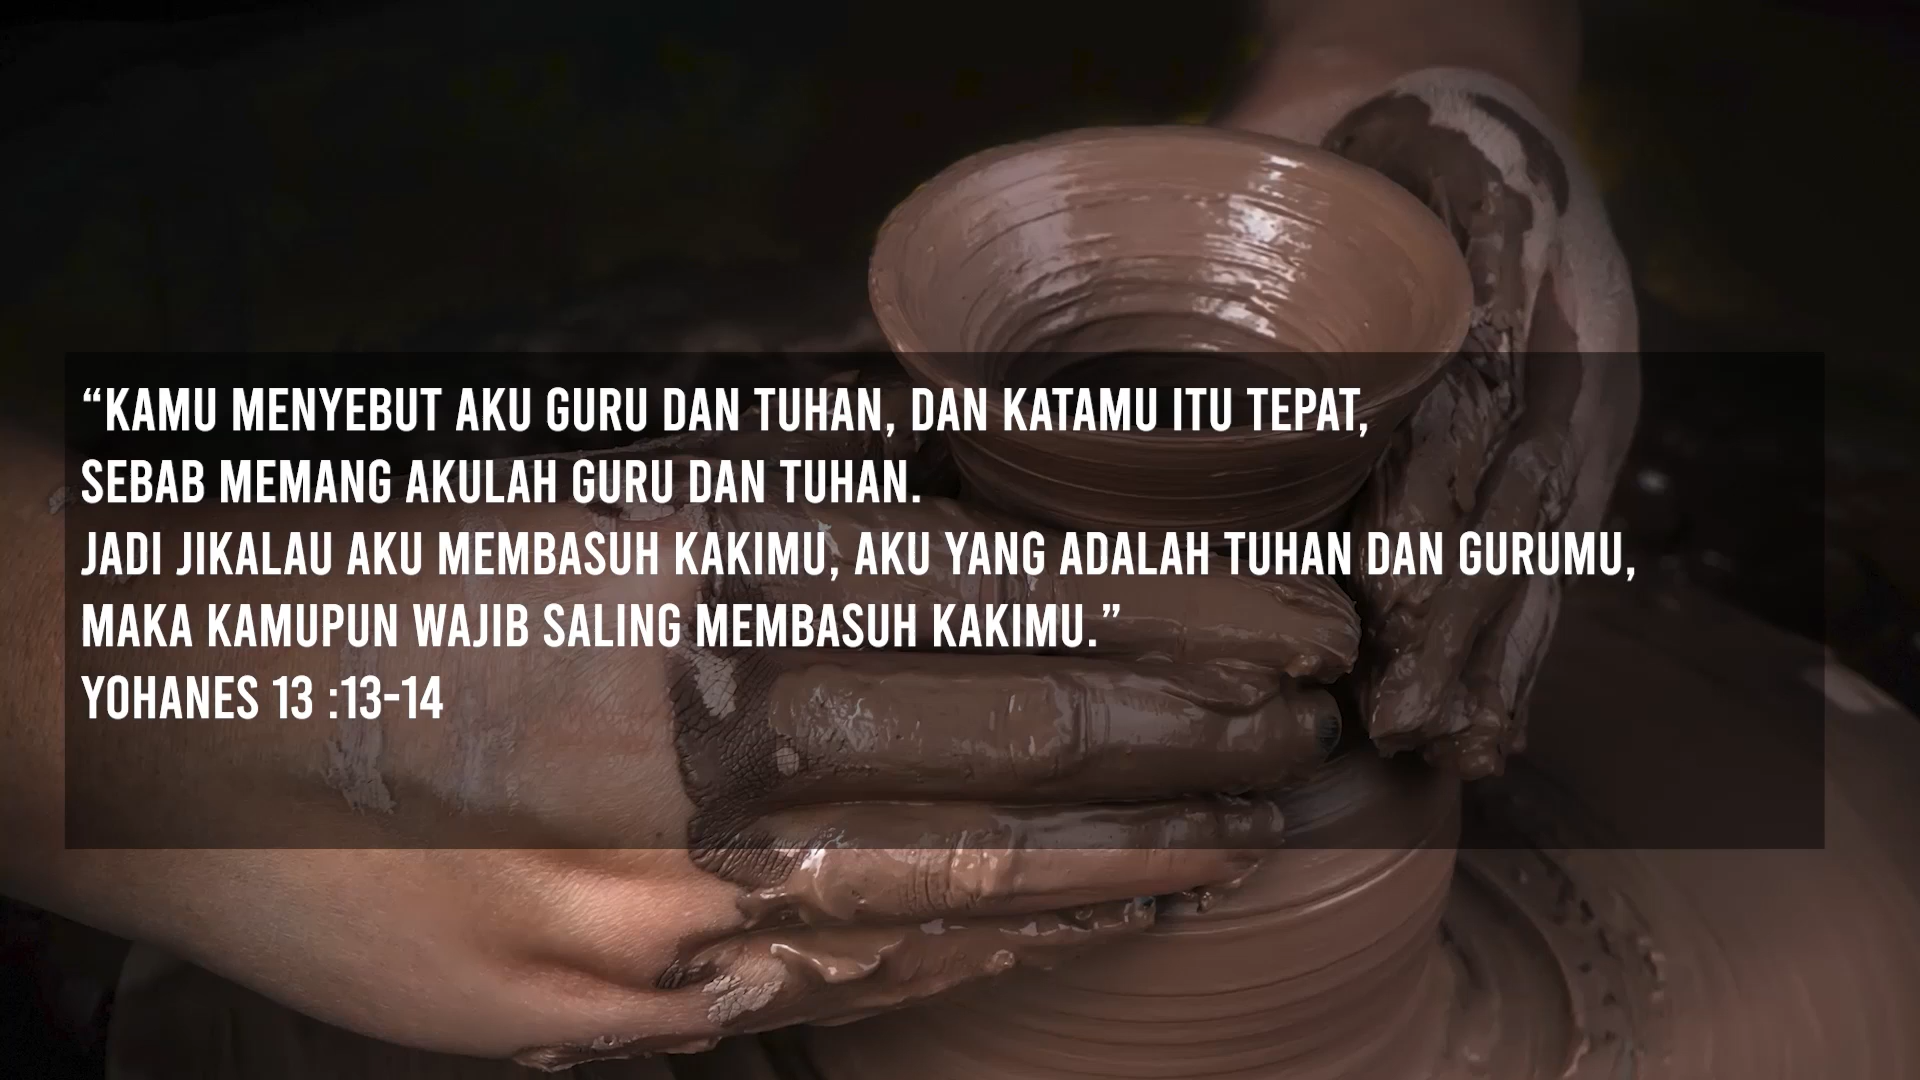 “KAMU MENYEBUT AKU GURU DAN TUHAN, DAN KATAMU ITU TEPAT,
SEBAB MEMANG AKULAH GURU DAN TUHAN.
JADI JIKALAU AKU MEMBASUH KAKIMU, AKU YANG ADALAH TUHAN DAN GURUMU,
MAKA KAMUPUN WAJIB SALING MEMBASUH KAKIMU.”
YOHANES 13 :13-14